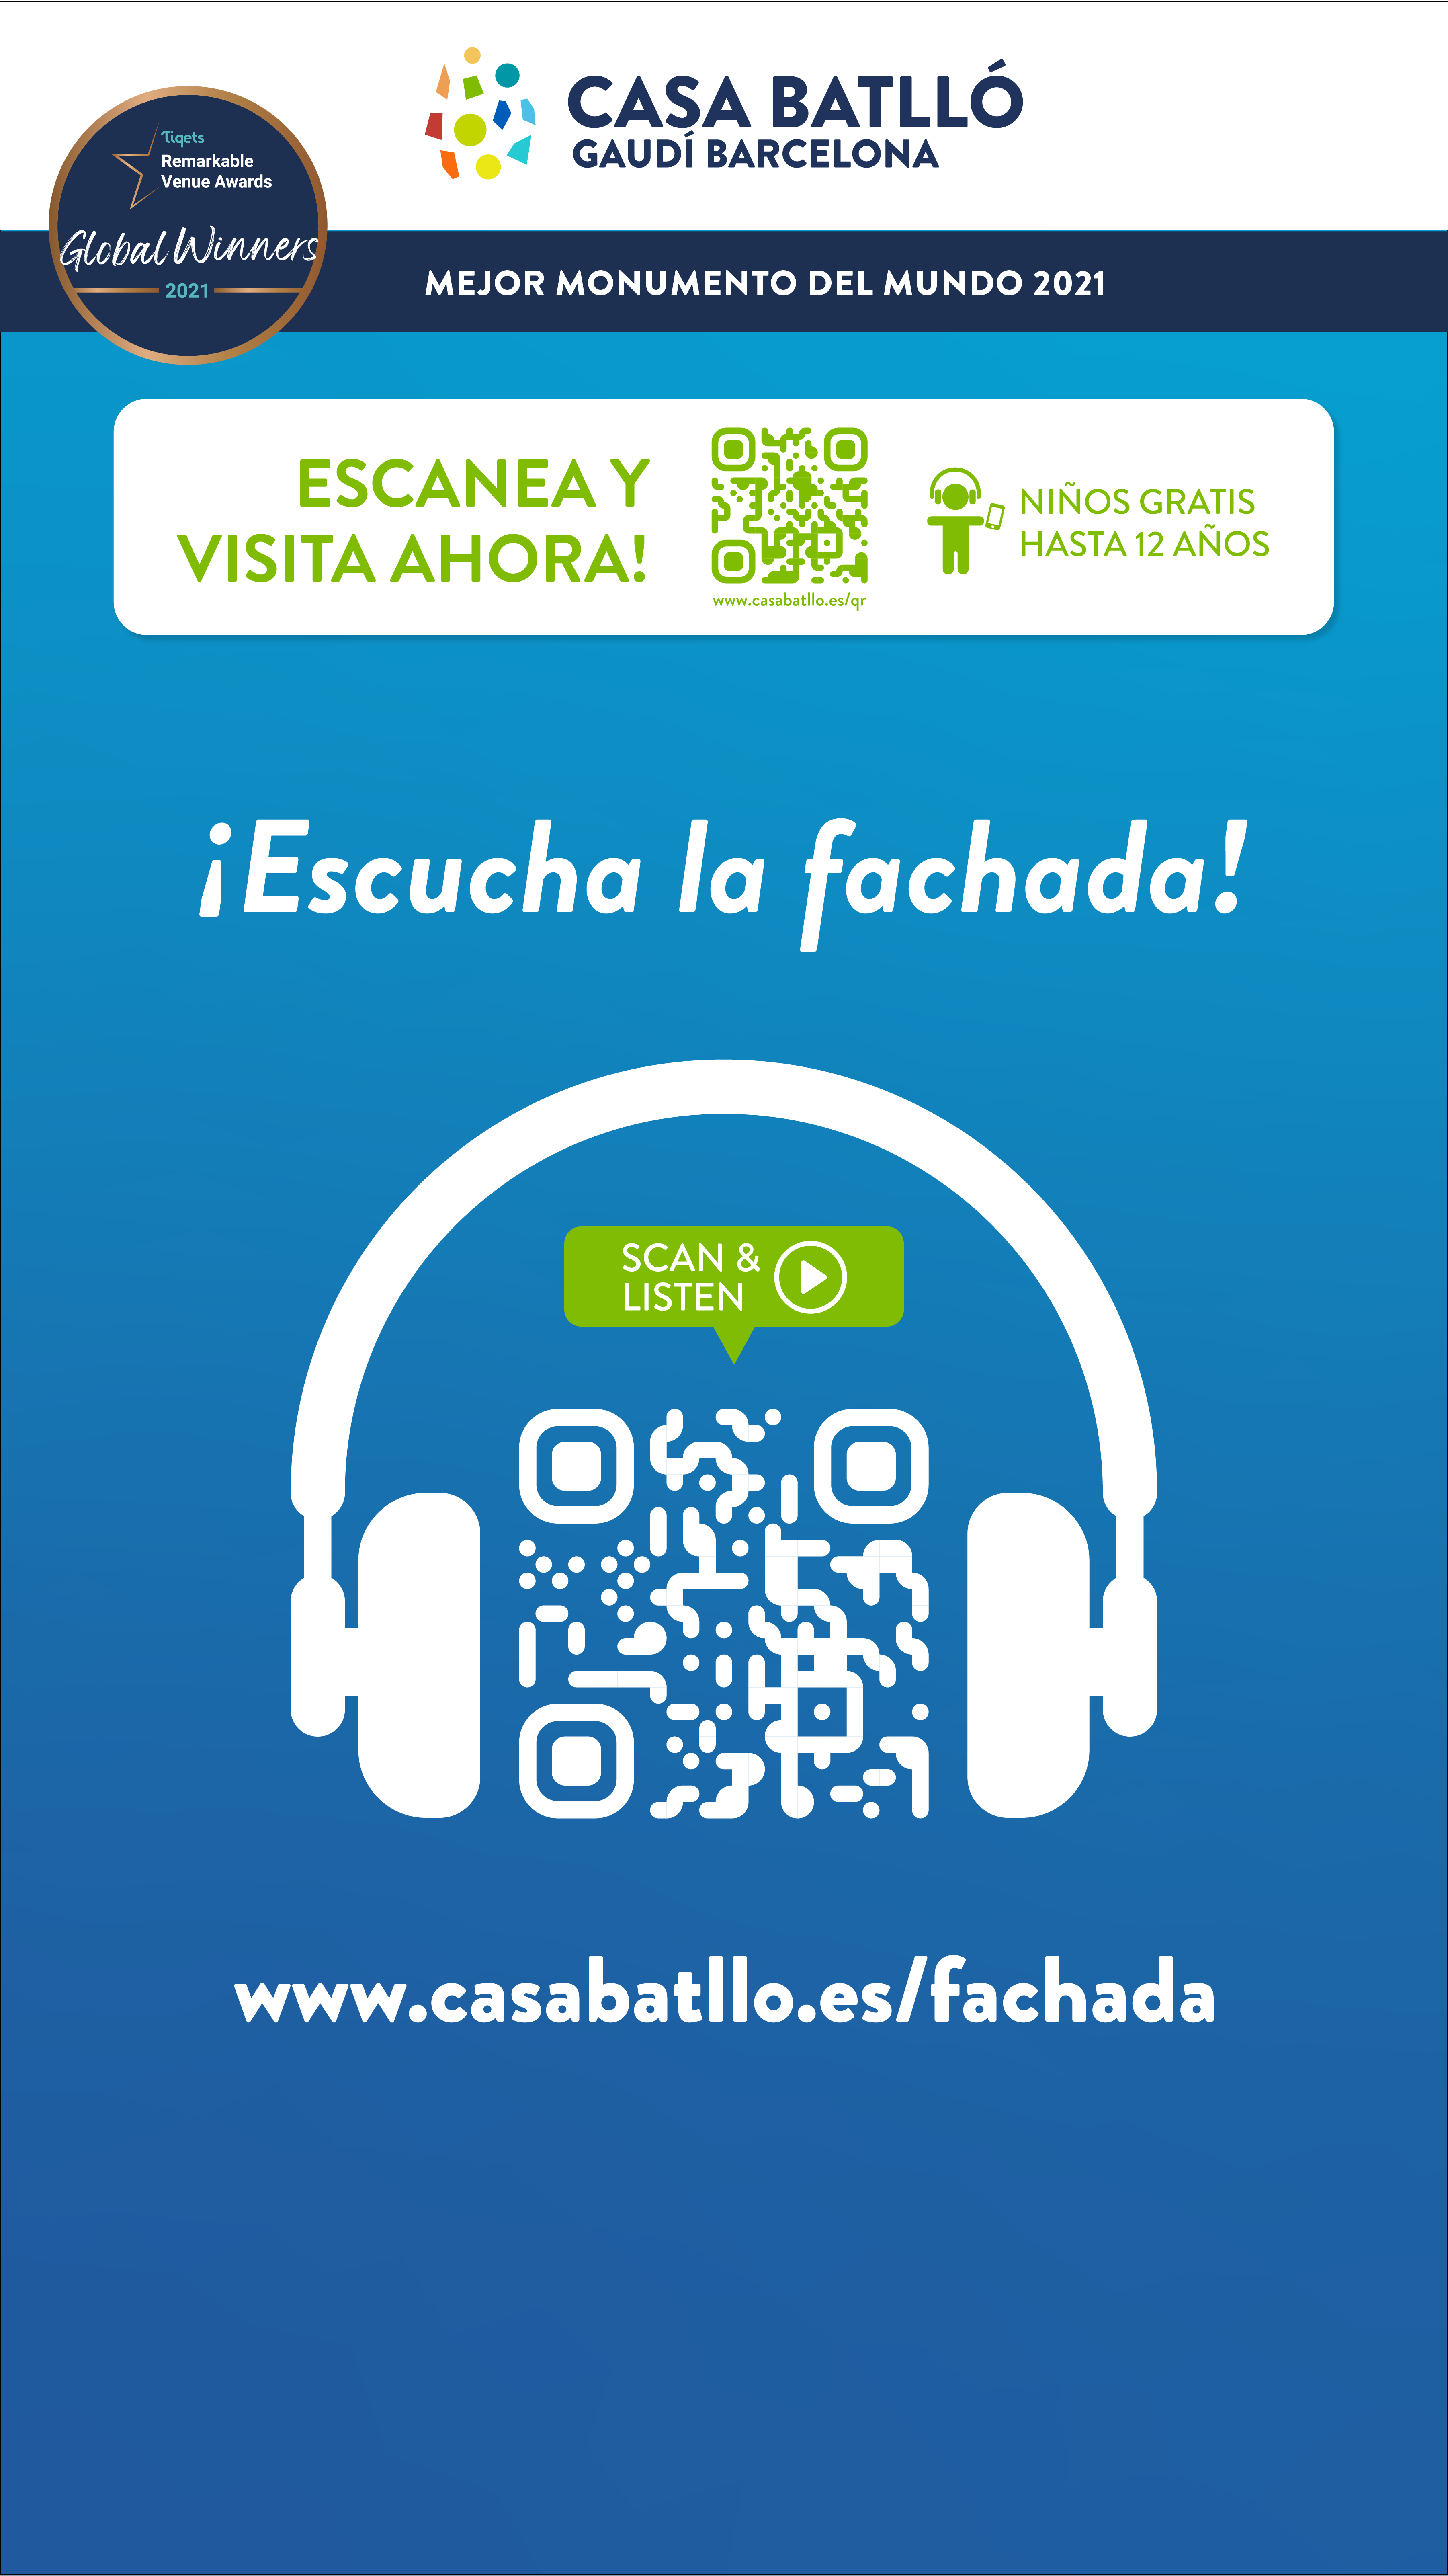 CASA BATLLÓ
GAUDÍ BARCELONA
Tiqets
Remarkable
Venue Awards
Global Winners
2021
MEJOR MONUMENTO DEL MUNDO 2021
ESCANEA Y
VISITA AHORA!
www.casabatllo.es/qr
NIÑOS GRATIS
HASTA 12 AÑOS
¡Escucha la fachada!
SCAN &
LISTEN
www.casabatllo.es/fachada